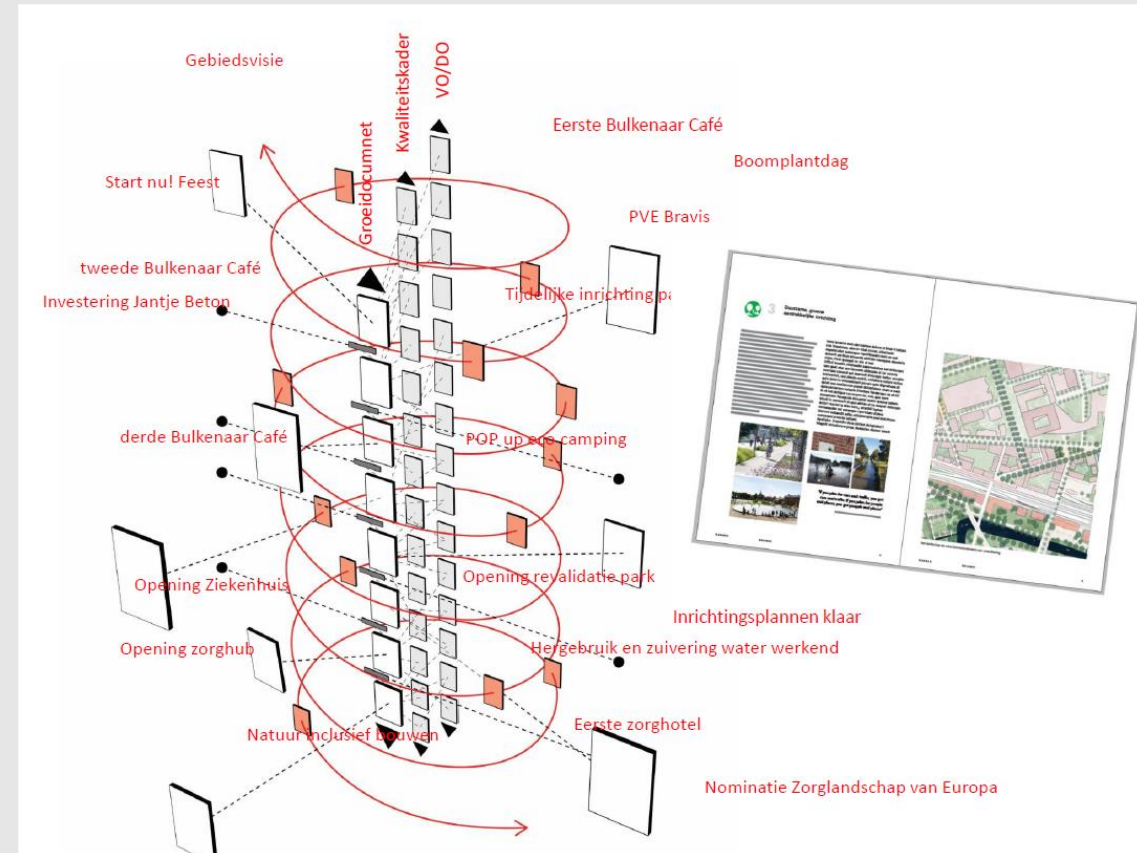 Gebiedsvisie
Groeidocumnet
Kwaliteitskader
VO/DO
Eerste Bulkenaar Café
Boomplantdag
Start nu! Feest
PVE Bravis
tweede Bulkenaar Café
Investering Jantje Beton
Tijdelijke inrichting pa
3
derde Bulkenaar Café
POP up eco camping
Opening Ziekenhuis
Opening revalidatie park
Inrichtingsplannen klaar
Opening zorghub
Hergebruik en zuivering water werkend
Eerste zorghotel
Natuur inclusief bouwen
Nominatie Zorglandschap van Europa